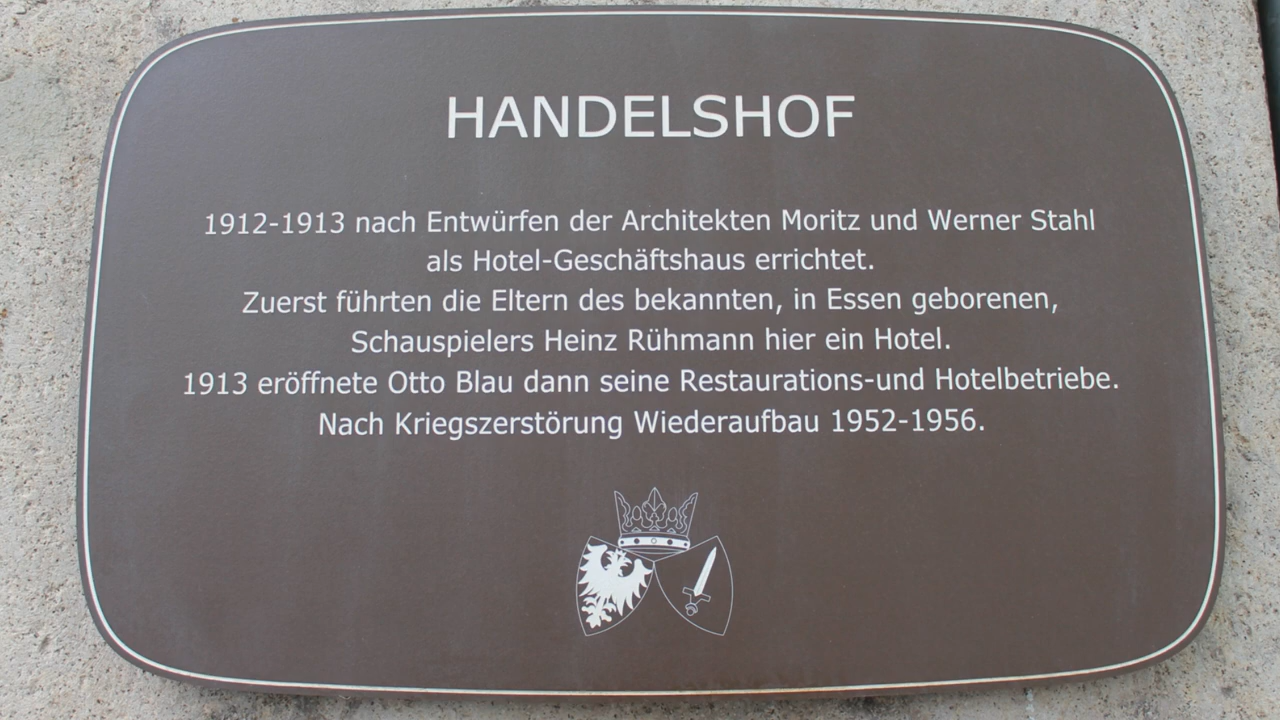 HANDELSHOF
1912-1913 nach Entwürfen der Architekten Moritz und Werner Stahl
als Hotel-Geschäftshaus errichtet.
Zuerst führten die Eltern des bekannten, in Essen geborenen,
Schauspielers Heinz Rühmann hier ein Hotel.
1913 eröffnete Otto Blau dann seine Restaurations-und Hotelbetriebe.
Nach Kriegszerstörung Wiederaufbau 1952-1956.